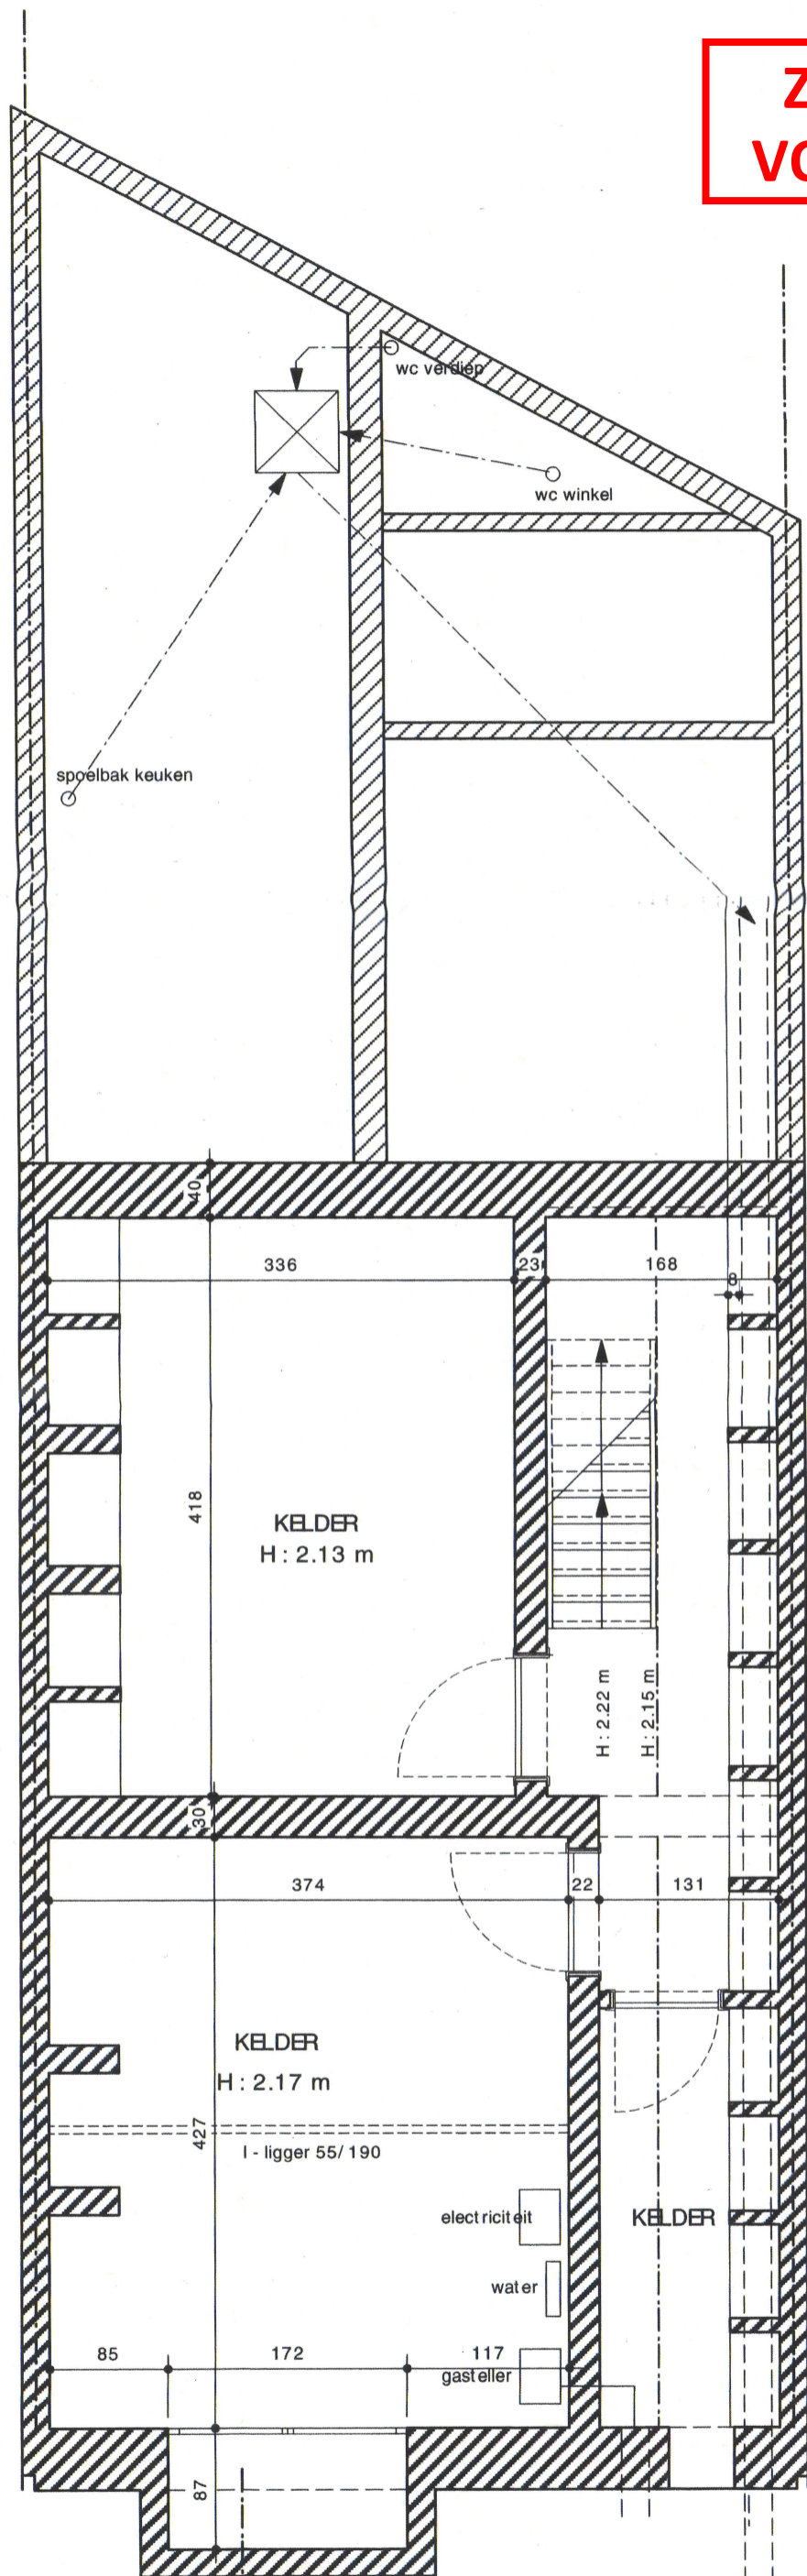 Z
VO
wc verdiep
wc winkel
spoelbak keuken
40
336
23
168
8
418
KELDER
H : 2.13 m
H : 2.22 m
H : 2.15 m
30
374
22
131
KELDER
H : 2.17 m
427
I - ligger 55/ 190
electriciteit
KELDER
water
85
172
117
gasteller
87